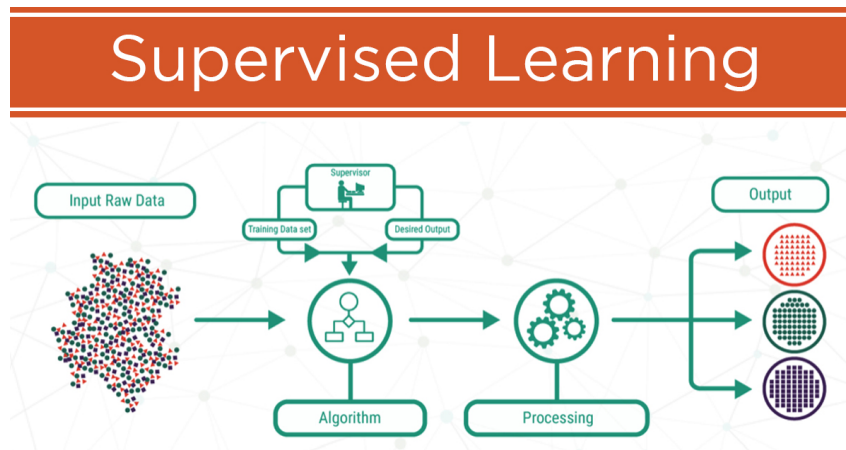 Supervised Learning
Supervisor
Input Raw Data
Output
Training Data set
Desired Output
Algorithm
Processing